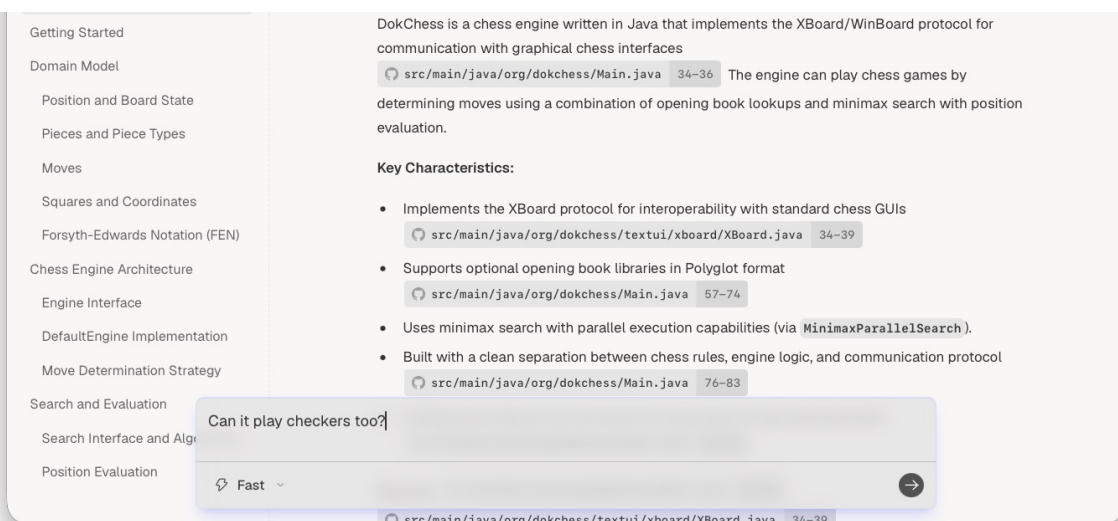 Getting Started
Domain Model
Position and Board State
Pieces and Piece Types
Moves
Squares and Coordinates
Forsyth-Edwards Notation (FEN)
Chess Engine Architecture
Engine Interface
DefaultEngine Implementation
Move Determination Strategy
Search and Evaluation
Search Interface and Algo
Position Evaluation
DokChess is a chess engine written in Java that implements the XBoard/WinBoard protocol for
communication with graphical chess interfaces
src/main/java/org/dokchess/Main.java 34–36 The engine can play chess games by
determining moves using a combination of opening book lookups and minimax search with position
evaluation.
Key Characteristics:
• Implements the XBoard protocol for interoperability with standard chess GUIs
src/main/java/org/dokchess/textui/xboard/XBoard.java 34–39
• Supports optional opening book libraries in Polyglot format
src/main/java/org/dokchess/Main.java 57–74
• Uses minimax search with parallel execution capabilities (via MinimaxParallelSearch).
• Built with a clean separation between chess rules, engine logic, and communication protocol
src/main/java/org/dokchess/Main.java 76–83
Can it play checkers too?
Fast
src/main/java/org/dokchess/textui/xboard/XBoard.java 34–39